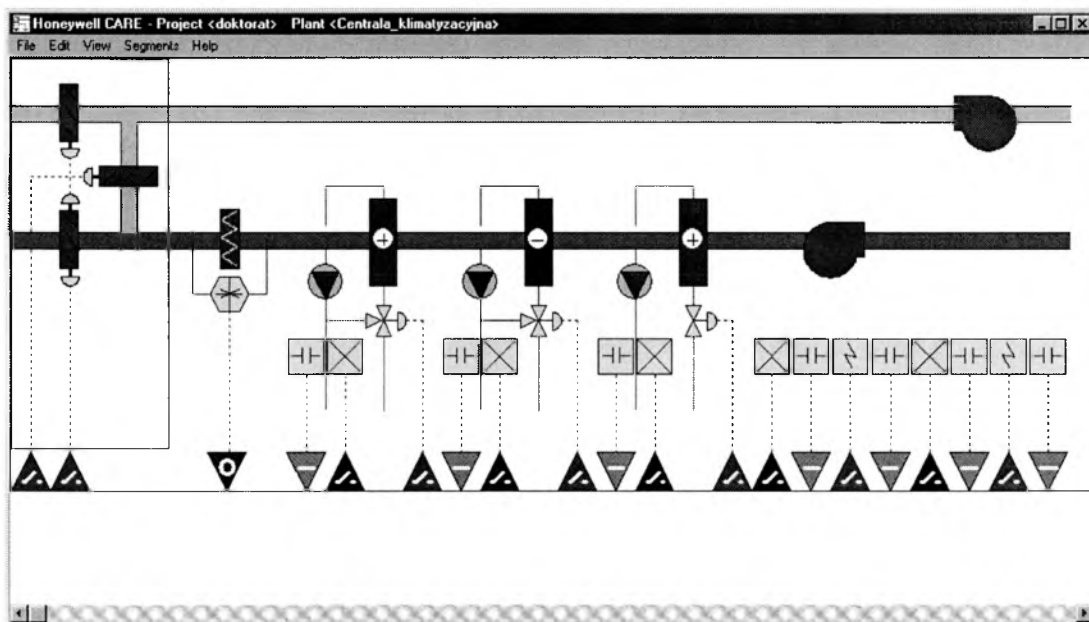 Honeywell CARE - Project <doktorat> Plant <Centrala_klimatyzacyjna>
File Edit View Segments Help